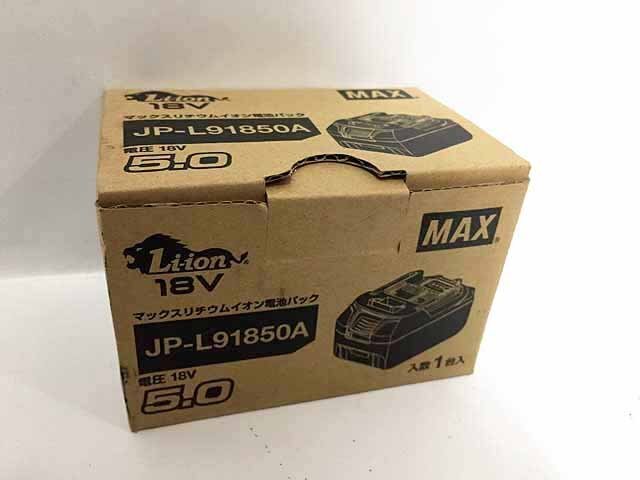 Li-ion
18V
MAX
マックスリチウムイオン電池パック
JP-L91850A
電圧 18V
5.0
Li-ion
18V
MAX
マックスリチウムイオン電池パック
JP-L91850A
電圧 18V
5.0
入数 1台入